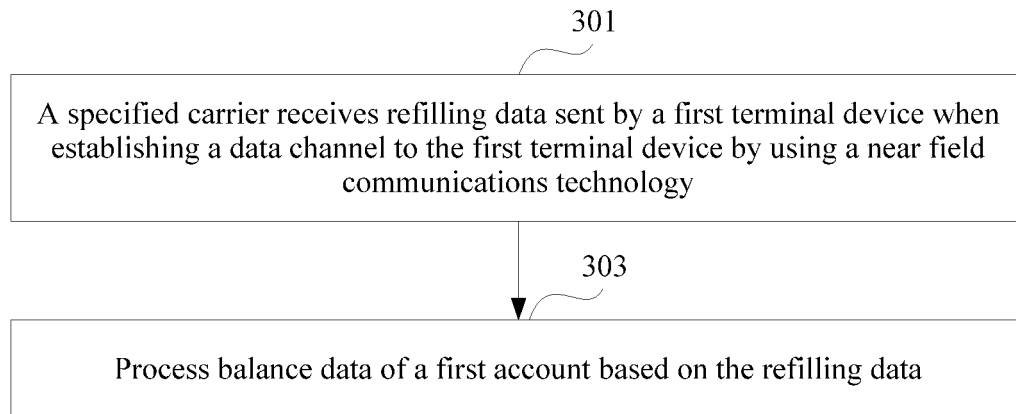 301
A specified carrier receives refilling data sent by a first terminal device when
establishing a data channel to the first terminal device by using a near field
communications technology
303
Process balance data of a first account based on the refilling data